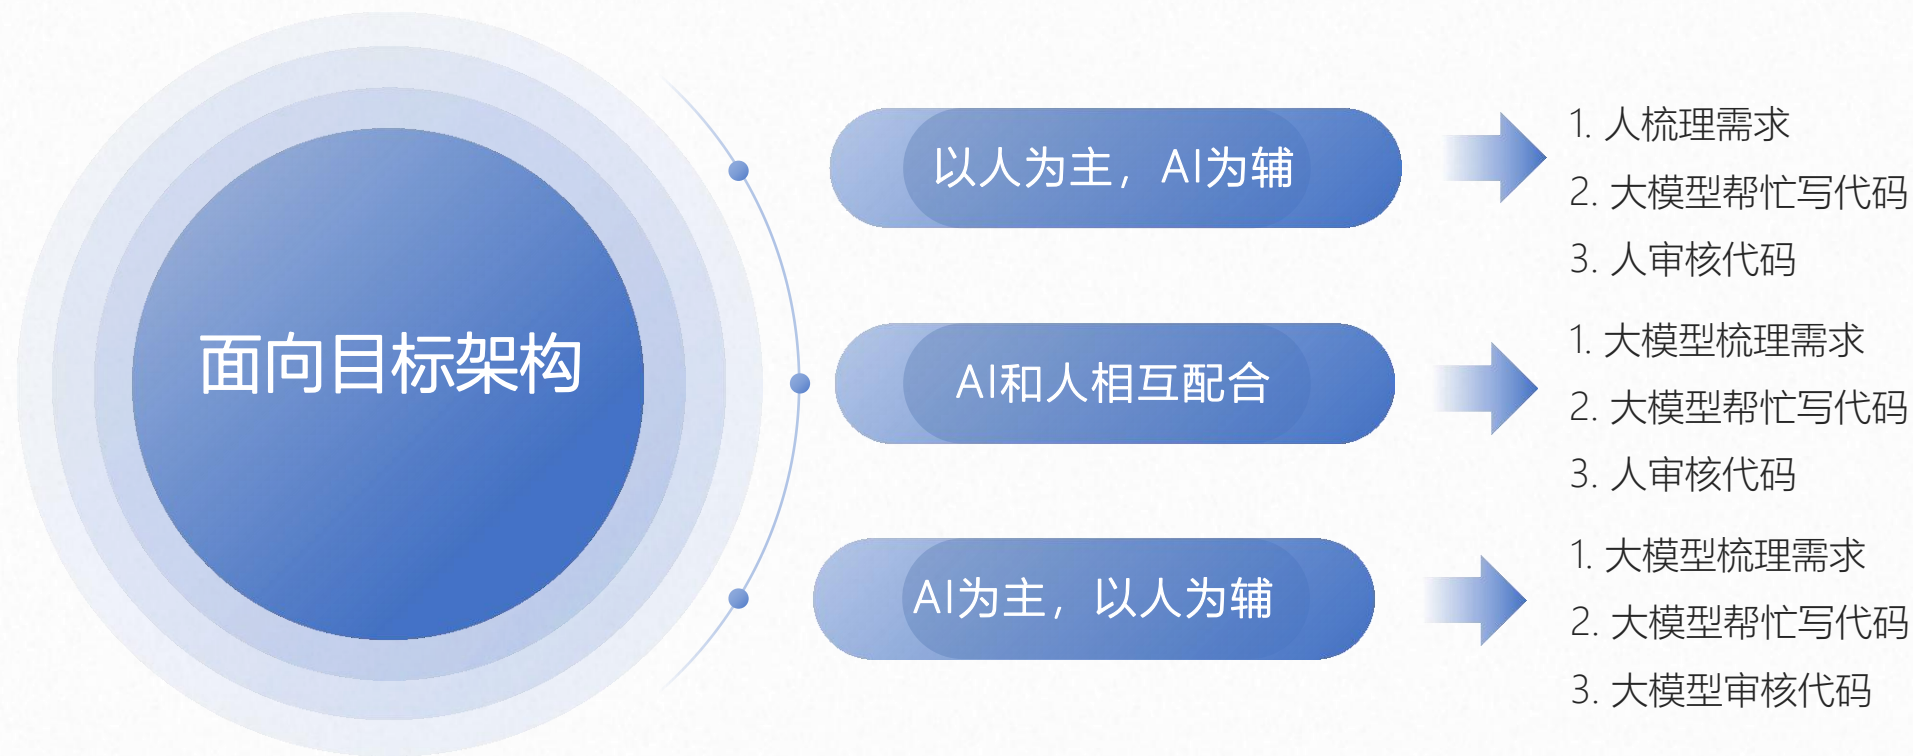 面向目标架构
以人为主，AI为辅
1. 人梳理需求
2. 大模型帮忙写代码
3. 人审核代码
AI和人相互配合
1. 大模型梳理需求
2. 大模型帮忙写代码
3. 人审核代码
AI为主，以人为辅
1. 大模型梳理需求
2. 大模型帮忙写代码
3. 大模型审核代码